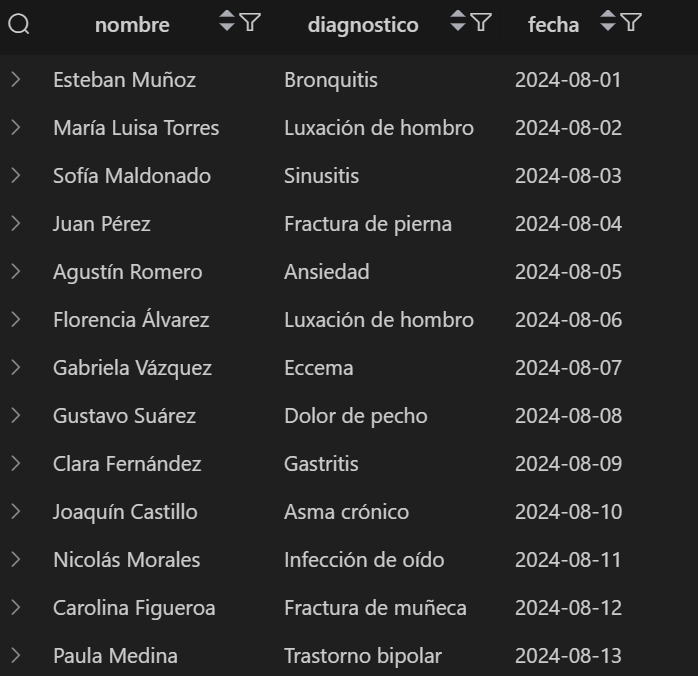 nombre diagnostico fecha
Esteban Muñoz Bronquitis 2024-08-01
María Luisa Torres Luxación de hombro 2024-08-02
Sofía Maldonado Sinusitis 2024-08-03
Juan Pérez Fractura de pierna 2024-08-04
Agustín Romero Ansiedad 2024-08-05
Florencia Álvarez Luxación de hombro 2024-08-06
Gabriela Vázquez Eccema 2024-08-07
Gustavo Suárez Dolor de pecho 2024-08-08
Clara Fernández Gastritis 2024-08-09
Joaquín Castillo Asma crónico 2024-08-10
Nicolás Morales Infección de oído 2024-08-11
Carolina Figueroa Fractura de muñeca 2024-08-12
Paula Medina Trastorno bipolar 2024-08-13